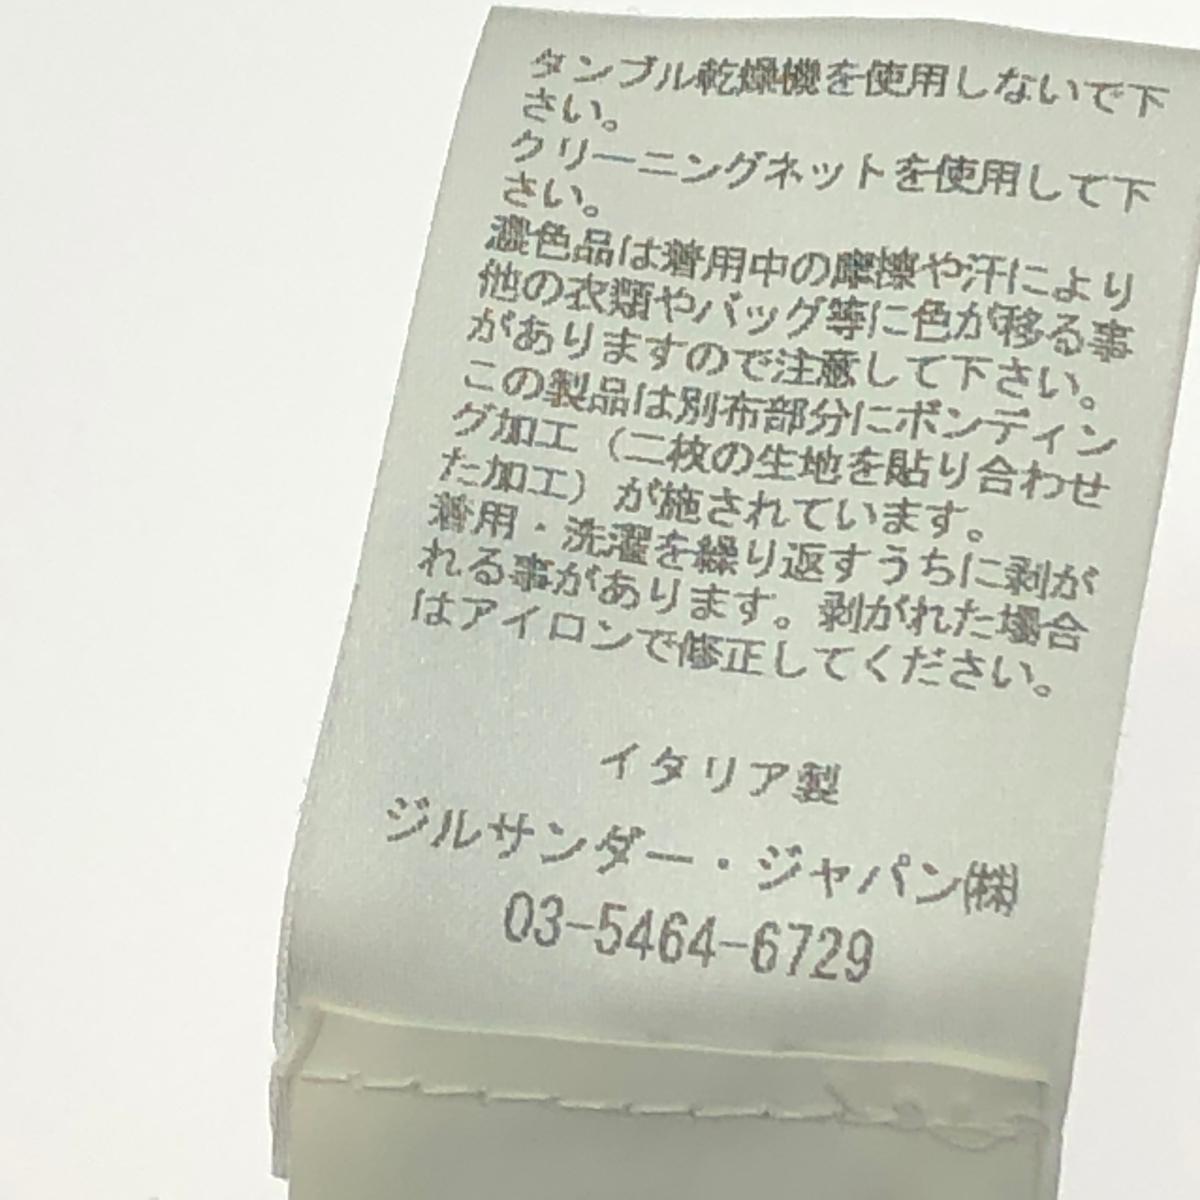 タンブル乾燥機を使用しないで下
さい。
クリーニングネットを使用して下
さい。
濃色品は着用中の摩擦や汗により
他の衣類やバッグ等に色が移る事
がありますので注意して下さい。
この製品は別布部分にボンディン
グ加工（二枚の生地を貼り合わせ
た加工）が施されています。
着用・洗濯を繰り返すうちに剥が
れる事があります。剥がれた場合
はアイロンで修正してください。
イタリア製
ジルサンダー・ジャパン㈱
03-5464-6729